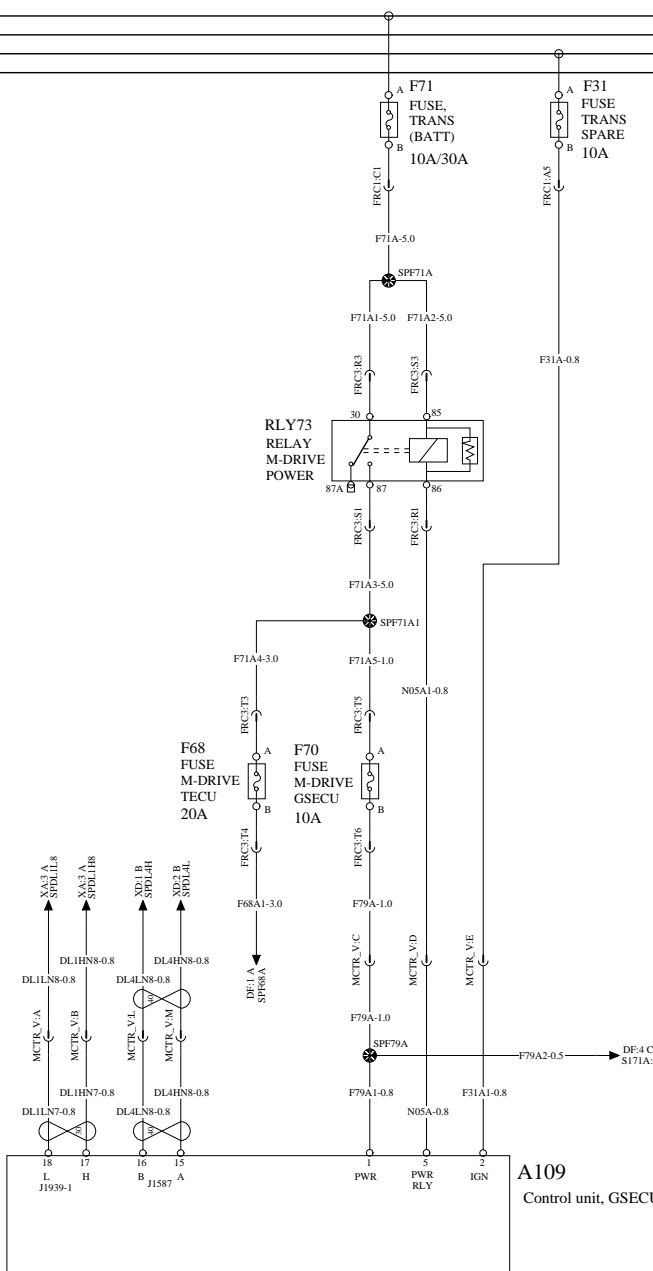 A
F71
FUSE,
TRANS
(BATT)
B
10A/30A
A
F31
FUSE
TRANS
SPARE
B
10A
FRC1:C1
FRC1:A5
F71A-5.0
SPF71A
F71A1-5.0
F71A2-5.0
FRC3:R3
FRC3:S3
F31A-0.8
RLY73
RELAY
M-DRIVE
POWER
30
85
87A
87
86
FRC3:S1
FRC3:R1
F71A3-5.0
SPF71A1
F71A4-3.0
F71A5-1.0
N05A1-0.8
FRC3:T3
FRC3:T5
F68
FUSE
M-DRIVE
TECU
20A
A
B
F70
FUSE
M-DRIVE
GSECU
10A
A
B
FRC3:T4
FRC3:T6
XA:3 A
SPDL1L8
XA:3 A
SPDL1H8
XD:1 B
SPDL4H
XD:2 B
SPDL4L
F68A1-3.0
F79A-1.0
DF:1 A
SPF68A
DL1HN8-0.8
DL4HN8-0.8
DL1LN8-0.8
DL4LN8-0.8
40
MCTR_V:A
MCTR_V:B
MCTR_V:L
MCTR_V:M
MCTR_V:C
MCTR_V:D
MCTR_V:E
F79A-1.0
SPF79A
F79A2-0.5
DF:4 C
S171A:
DL1HN7-0.8
DL4HN8-0.8
DL1LN7-0.8
DL4LN8-0.8
30
40
F79A1-0.8
N05A-0.8
F31A1-0.8
18
17
16
15
1
5
2
L
H
B
A
J1939-1
J1587
PWR
PWR
RLY
IGN
A109
Control unit, GSECU